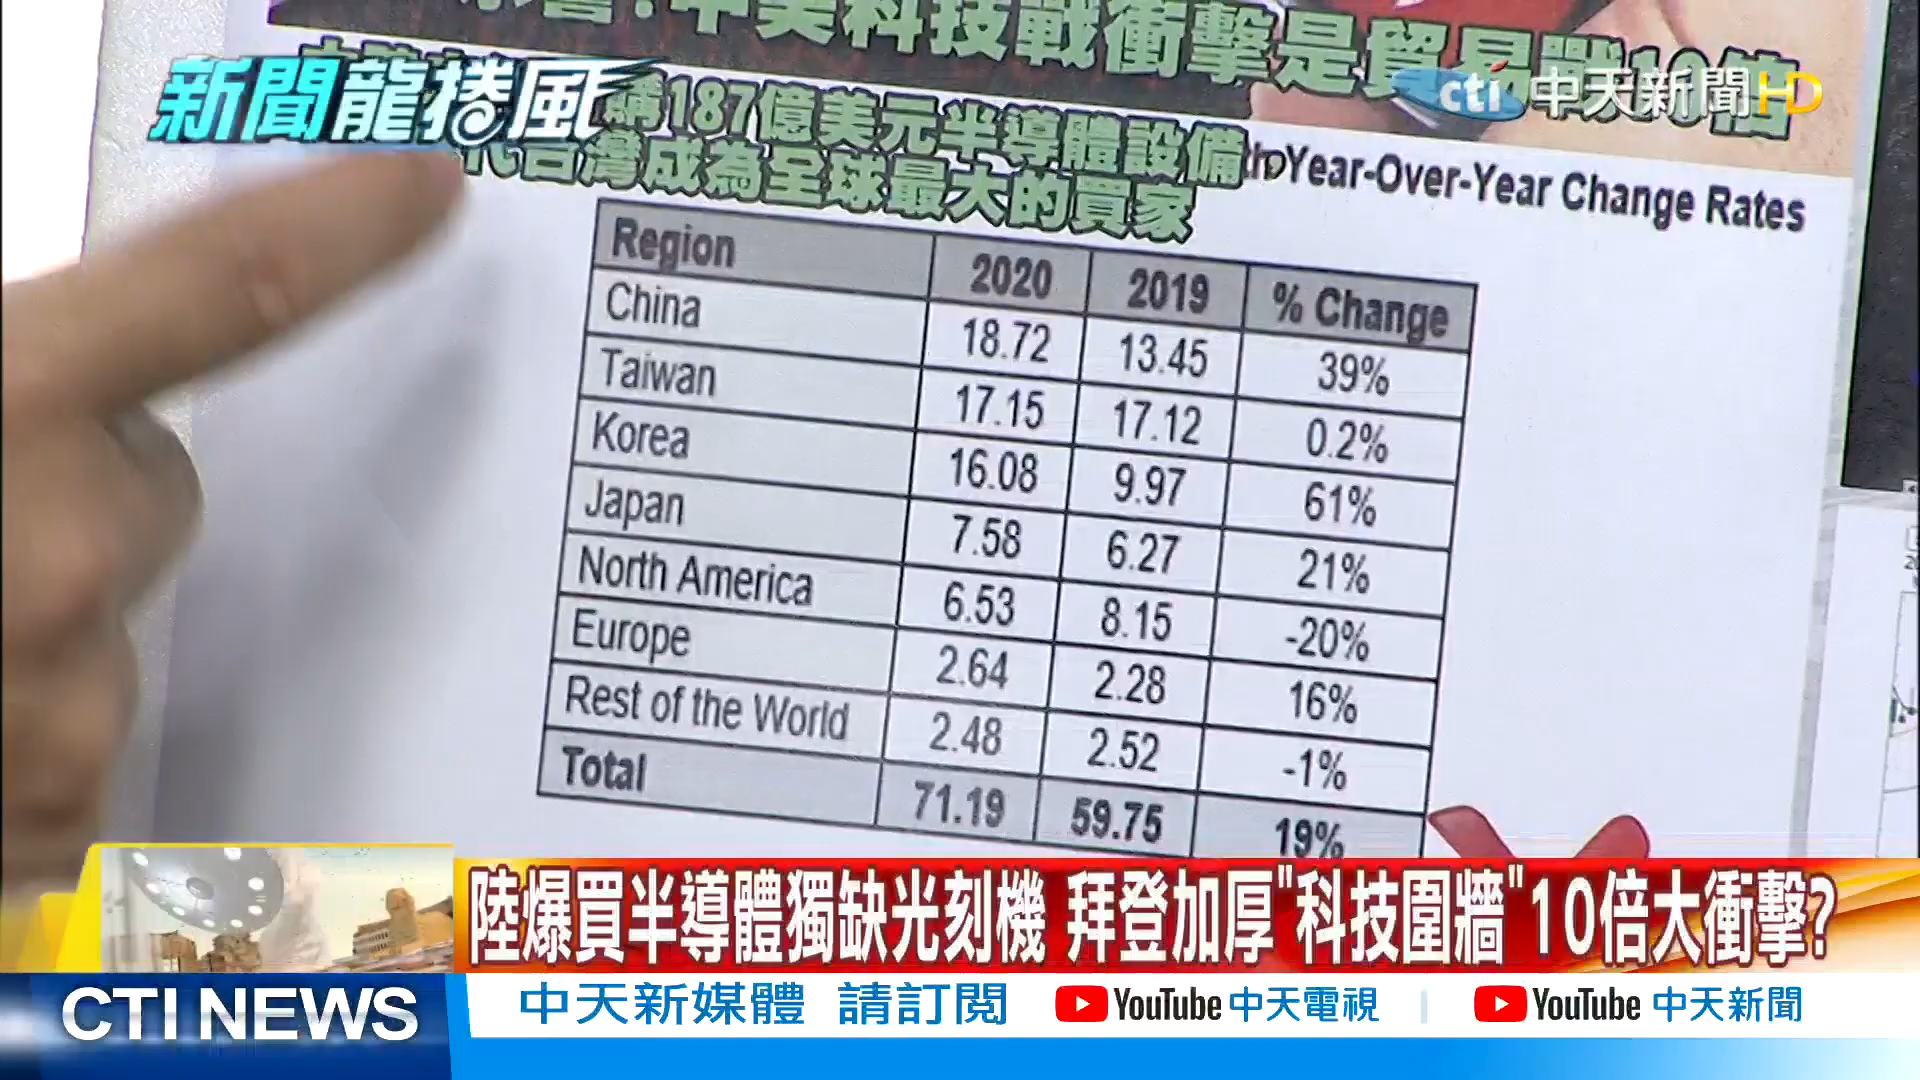 中美科技戰衝擊是貿易戰10倍
新聞龍捲風
cti 中天新聞HD
187億美元半導體設備
台灣成為全球最大的買家
Year-Over-Year Change Rates
Region 2020 2019 % Change
China 18.72 13.45 39%
Taiwan 17.15 17.12 0.2%
Korea 16.08 9.97 61%
Japan 7.58 6.27 21%
North America 6.53 8.15 -20%
Europe 2.64 2.28 16%
Rest of the World 2.48 2.52 -1%
Total 71.19 59.75 19%
陸爆買半導體獨缺光刻機 拜登加厚"科技圍牆"10倍大衝擊?
CTI NEWS
中天新媒體 請訂閱 YouTube 中天電視 | YouTube 中天新聞